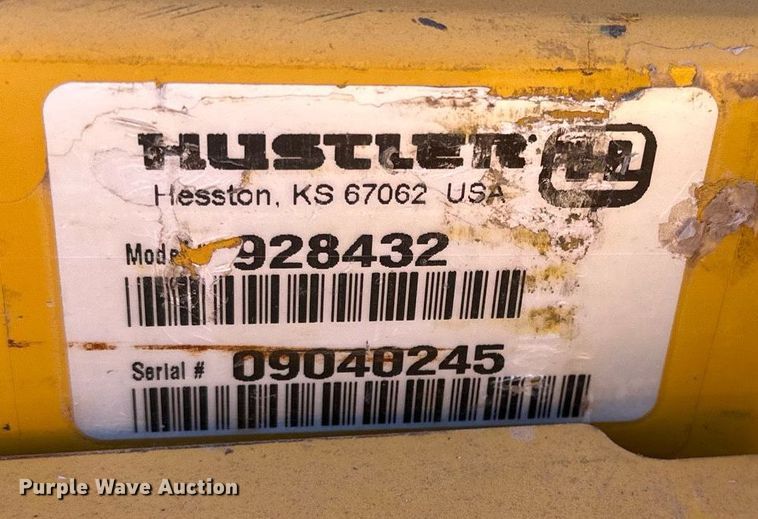 HUSTLER
Hesston, KS 67062 USA
Model # 928432
Serial # 09040245
Purple Wave Auction